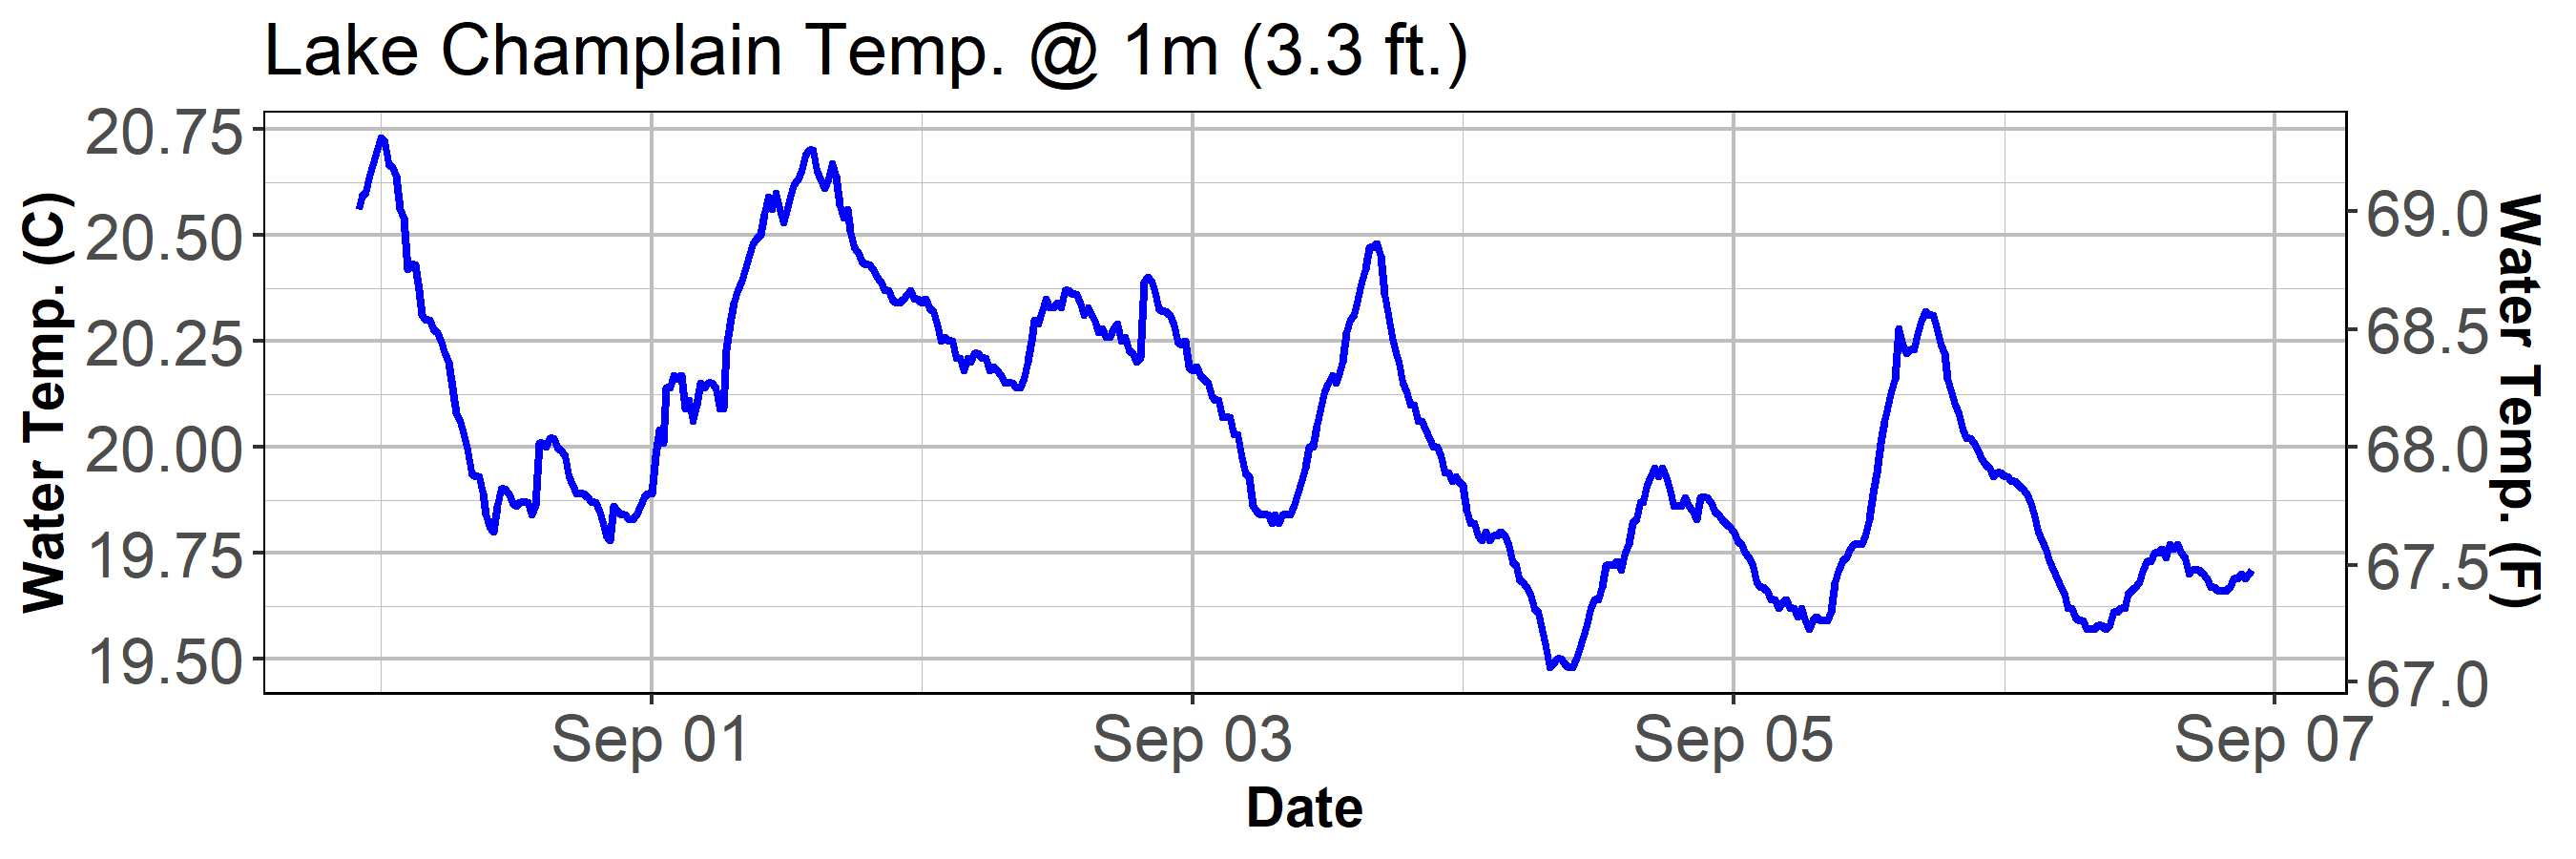 Lake Champlain Temp. @ 1m (3.3 ft.)
Water Temp. (C)
20.75
20.50
20.25
20.00
19.75
19.50
69.0
68.5
68.0
67.5
67.0
Water Temp. (F)
Sep 01 Sep 03 Sep 05 Sep 07
Date